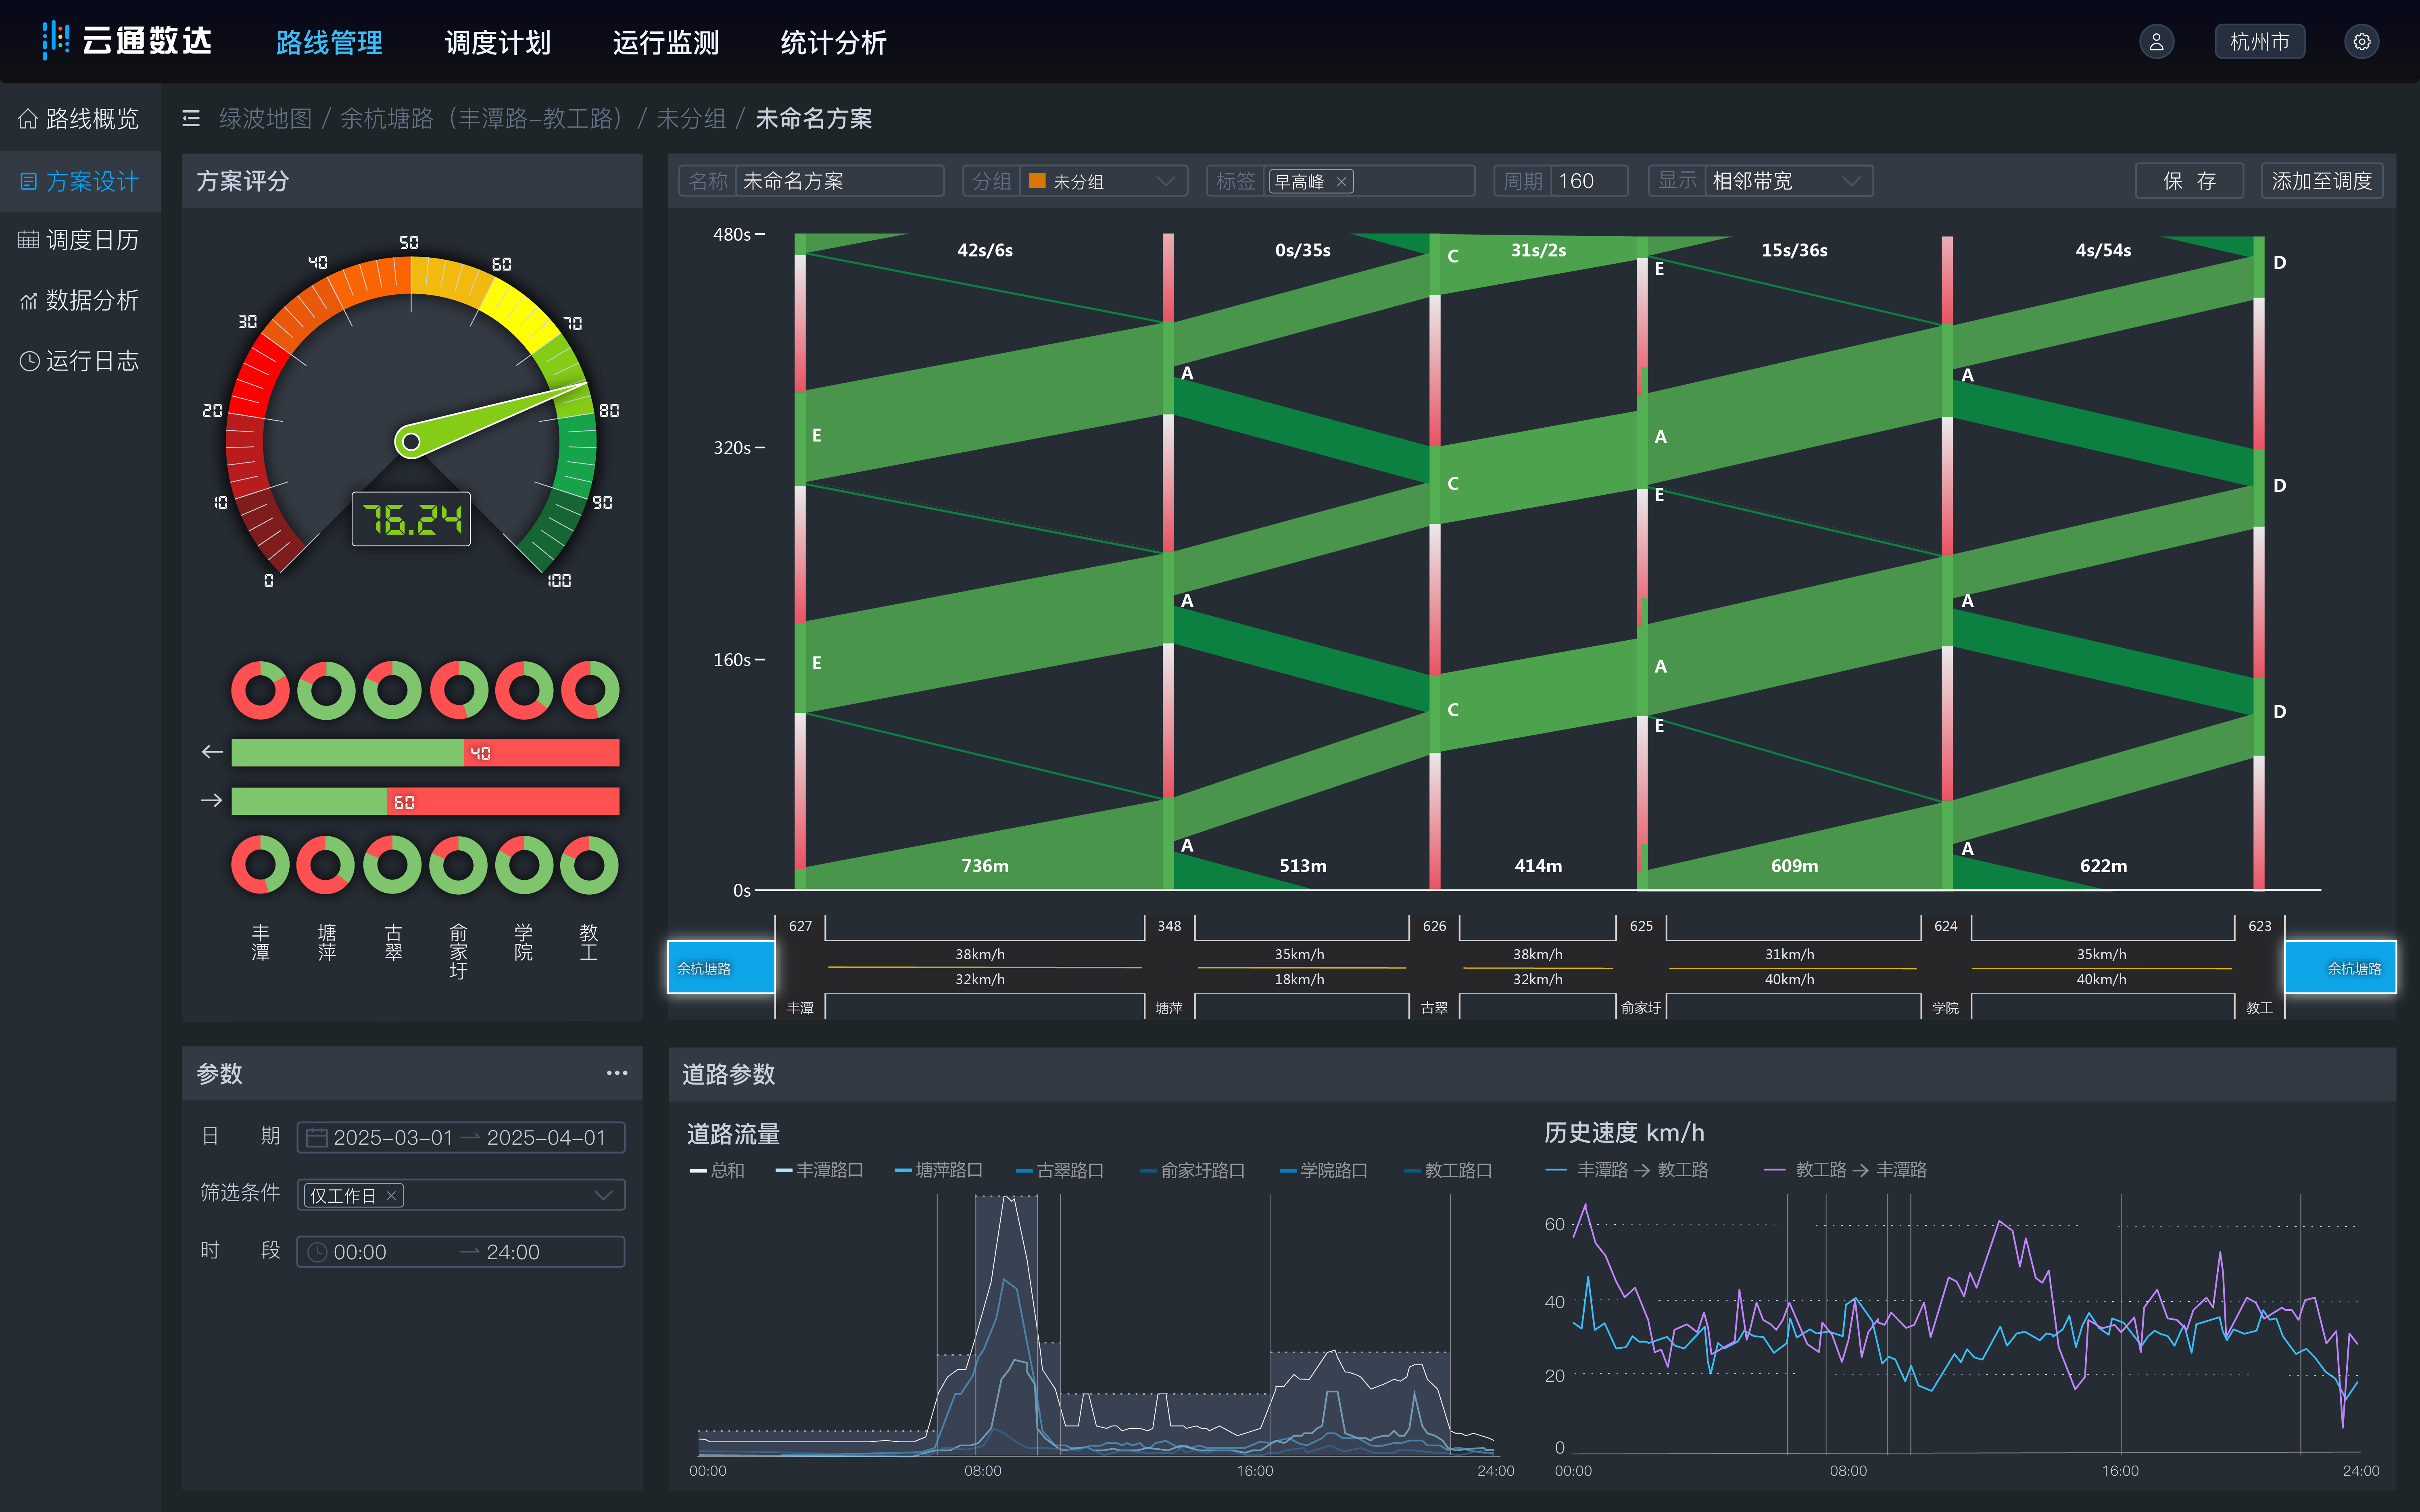 云通数达
路线管理 调度计划 运行监测 统计分析
杭州市
路线概览
方案设计
调度日历
数据分析
运行日志
绿波地图 / 余杭塘路（丰潭路–教工路）/ 未分组 / 未命名方案
方案评分
0 10 20 30 40 50 60 70 80 90 100
76.24
← 40
→ 60
丰潭 塘萍 古翠 俞家圩 学院 教工
名称 未命名方案 分组 未分组 标签 早高峰 × 周期 160 显示 相邻带宽 保 存 添加至调度
480s
320s
160s
0s
42s/6s 0s/35s 31s/2s 15s/36s 4s/54s
C E D
A A
E C A D
E
A A
E C A D
E
A A
736m 513m 414m 609m 622m
627 348 626 625 624 623
38km/h 35km/h 38km/h 31km/h 35km/h
余杭塘路 余杭塘路
32km/h 18km/h 32km/h 40km/h 40km/h
丰潭 塘萍 古翠 俞家圩 学院 教工
参数 •••
日 期 2025–03–01 → 2025–04–01
筛选条件 仅工作日 ×
时 段 00:00 → 24:00
道路参数
道路流量
总和 丰潭路口 塘萍路口 古翠路口 俞家圩路口 学院路口 教工路口
00:00 08:00 16:00 24:00
历史速度 km/h
丰潭路 → 教工路 教工路 → 丰潭路
60
40
20
0
00:00 08:00 16:00 24:00